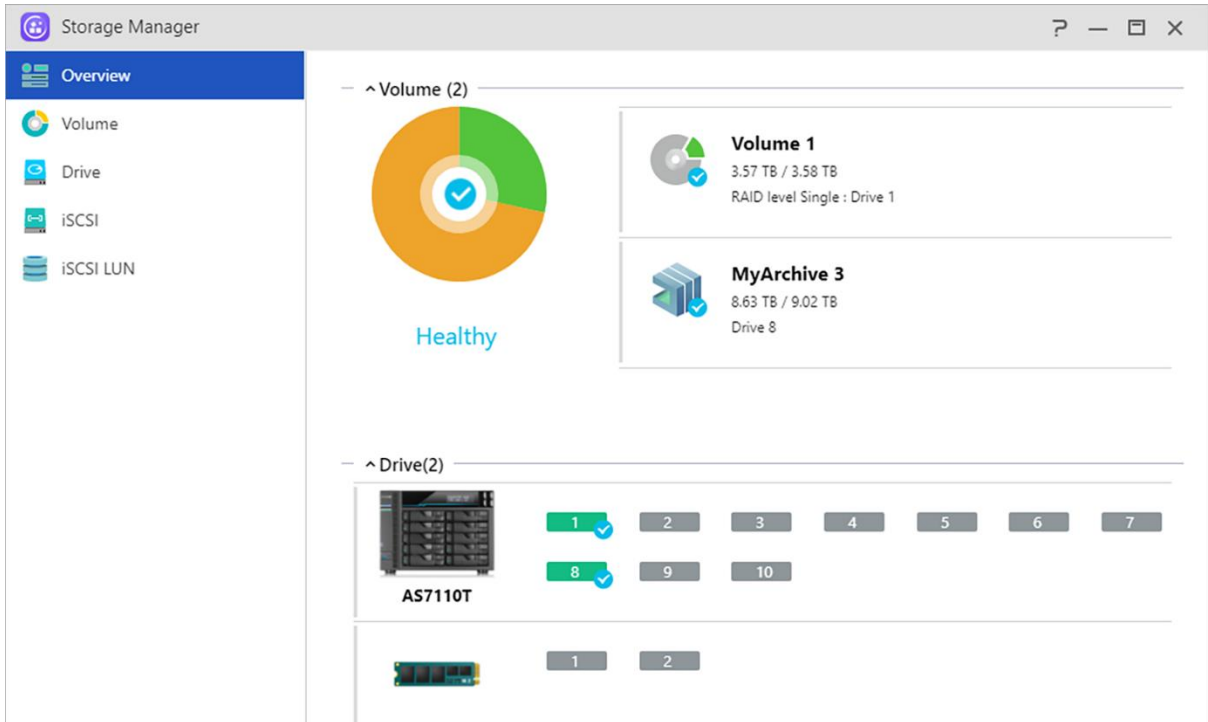 Storage Manager
Overview
Volume
Drive
iSCSI
iSCSI LUN
Volume (2)
Healthy
Volume 1
3.57 TB / 3.58 TB
RAID level Single : Drive 1
MyArchive 3
8.63 TB / 9.02 TB
Drive 8
Drive(2)
AS7110T
1 2 3 4 5 6 7
8 9 10
1 2